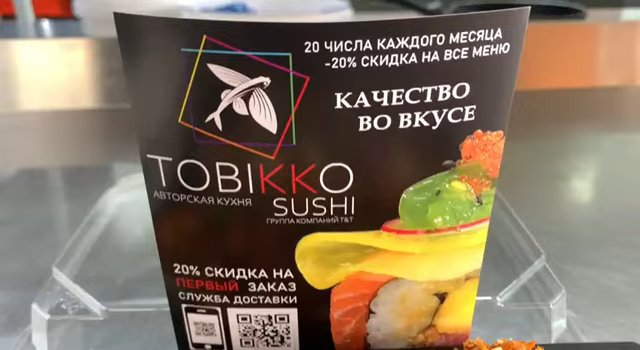 20 ЧИСЛА КАЖДОГО МЕСЯЦА
-20% СКИДКА НА ВСЕ МЕНЮ
КАЧЕСТВО
ВО ВКУСЕ
TOBIKKO
АВТОРСКАЯ КУХНЯ
SUSHI
ГРУППА КОМПАНИЙ T&T
20% СКИДКА НА
ПЕРВЫЙ ЗАКАЗ
СЛУЖБА ДОСТАВКИ